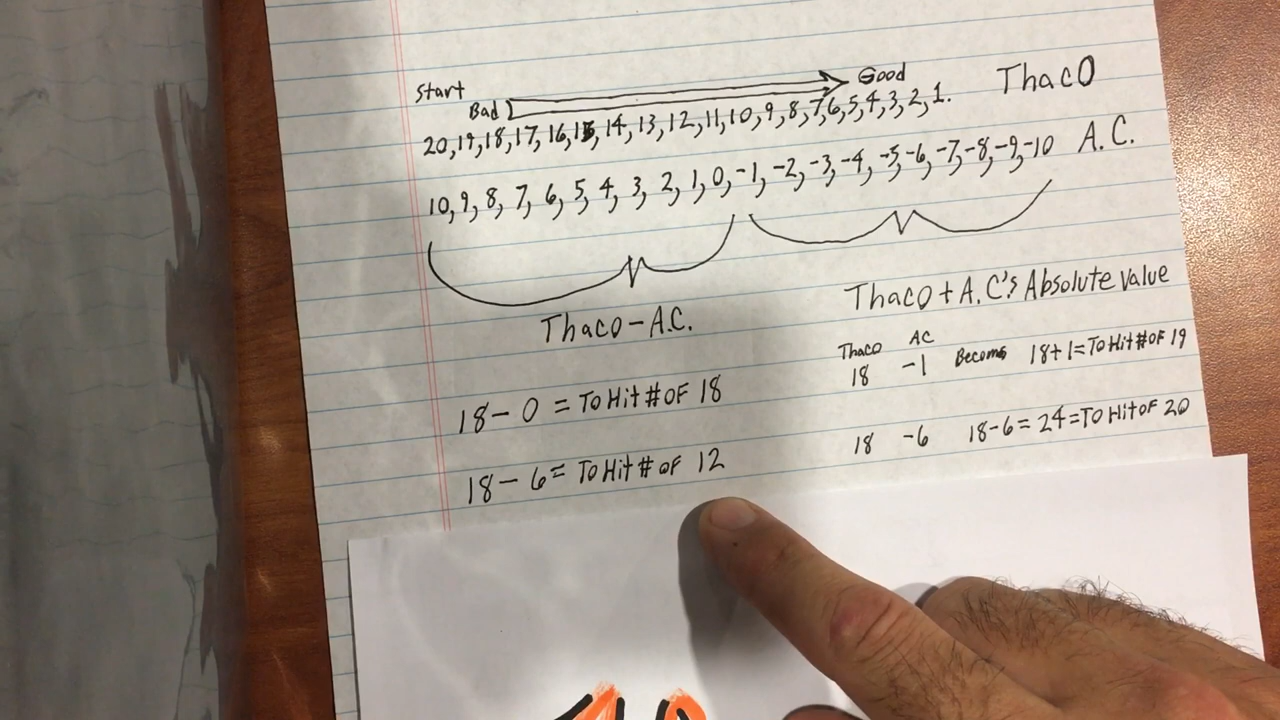 Start
Bad Good
20, 19, 18, 17, 16, 15, 14, 13, 12, 11, 10, 9, 8, 7, 6, 5, 4, 3, 2, 1. Thac0
10, 9, 8, 7, 6, 5, 4, 3, 2, 1, 0, -1, -2, -3, -4, -5, -6, -7, -8, -9, -10 A.C.
Thaco - A.C.
18 - 0 = To Hit # of 18
18 - 6 = To Hit # of 12
Thaco + A.C.'s Absolute value
Thaco AC
18 -1 Becoms 18+1 = To Hit # of 19
18 -6 18-6 = 24 = To Hit of 20